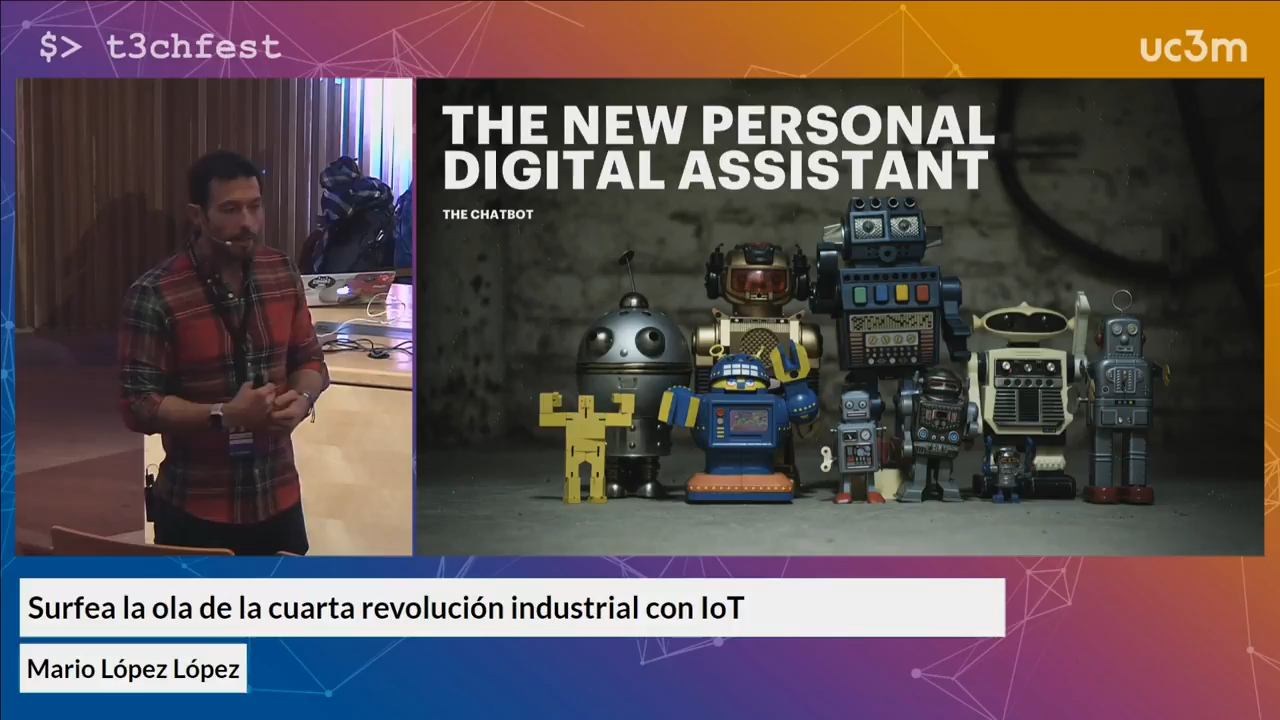 $> t3chfest
uc3m
THE NEW PERSONAL
DIGITAL ASSISTANT
THE CHATBOT
Surfea la ola de la cuarta revolución industrial con IoT
Mario López López